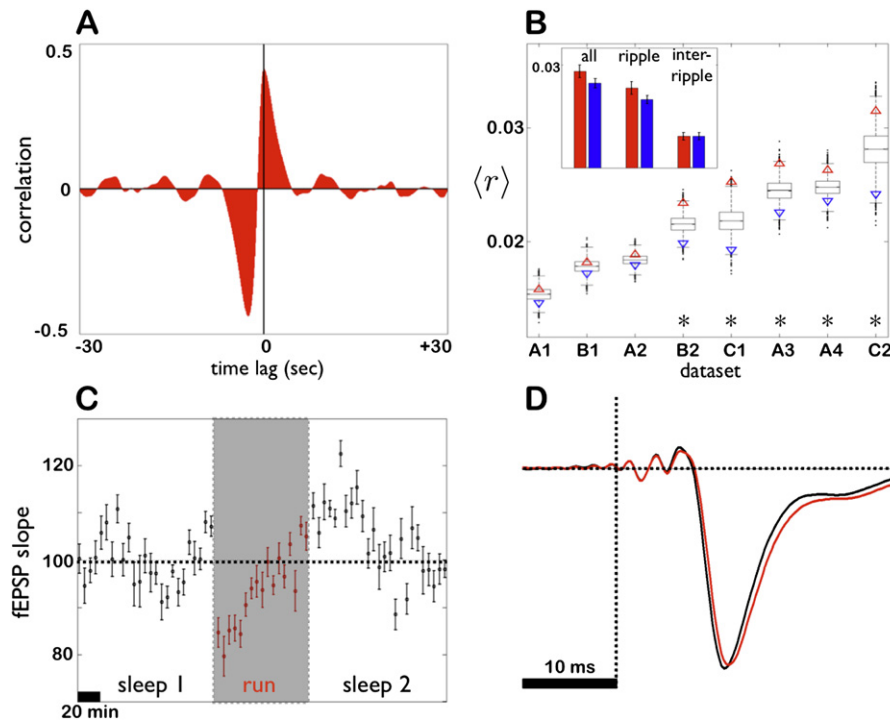 A
0.5
correlation
0
-0.5
-30
0
+30
time lag (sec)
B
all
ripple
inter-
ripple
0.03
⟨r⟩
0.03
0.02
* * * * *
A1 B1 A2 B2 C1 A3 A4 C2
dataset
C
120
fEPSP slope
100
80
sleep 1
run
sleep 2
20 min
D
10 ms